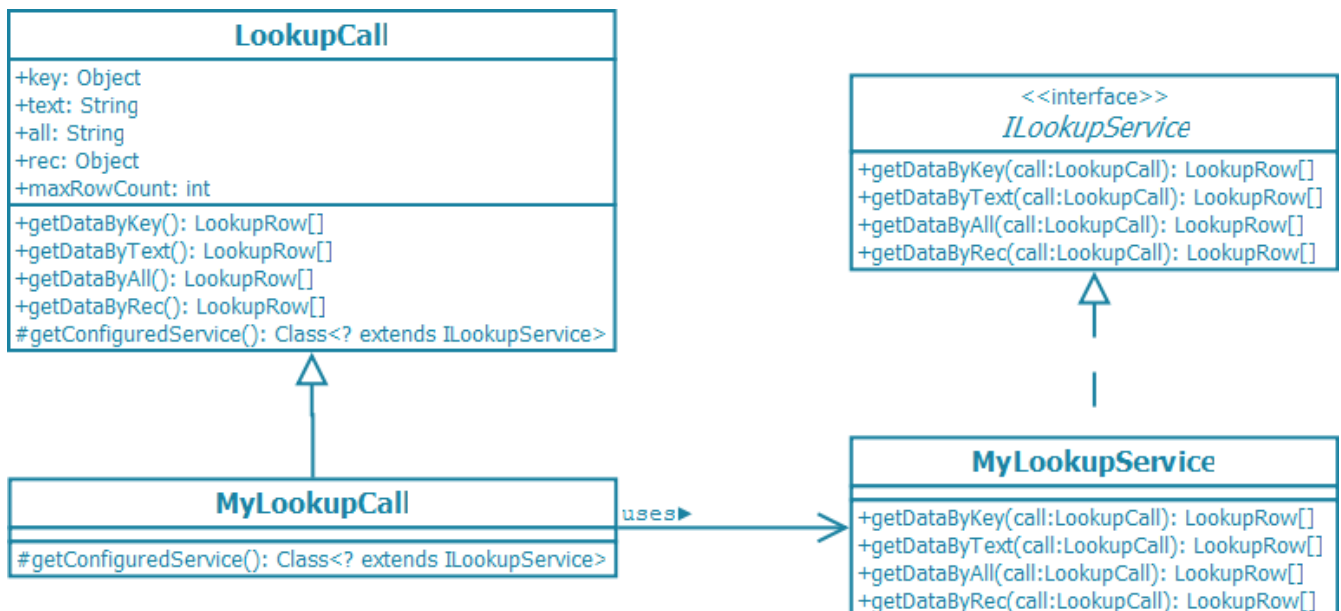 LookupCall
+key: Object
+text: String
+all: String
+rec: Object
+maxRowCount: int
+getDataByKey(): LookupRow[]
+getDataByText(): LookupRow[]
+getDataByAll(): LookupRow[]
+getDataByRec(): LookupRow[]
#getConfiguredService(): Class<? extends ILookupService>
<<interface>>
ILookupService
+getDataByKey(call:LookupCall): LookupRow[]
+getDataByText(call:LookupCall): LookupRow[]
+getDataByAll(call:LookupCall): LookupRow[]
+getDataByRec(call:LookupCall): LookupRow[]
MyLookupCall
#getConfiguredService(): Class<? extends ILookupService>
uses▶
MyLookupService
+getDataByKey(call:LookupCall): LookupRow[]
+getDataByText(call:LookupCall): LookupRow[]
+getDataByAll(call:LookupCall): LookupRow[]
+getDataByRec(call:LookupCall): LookupRow[]